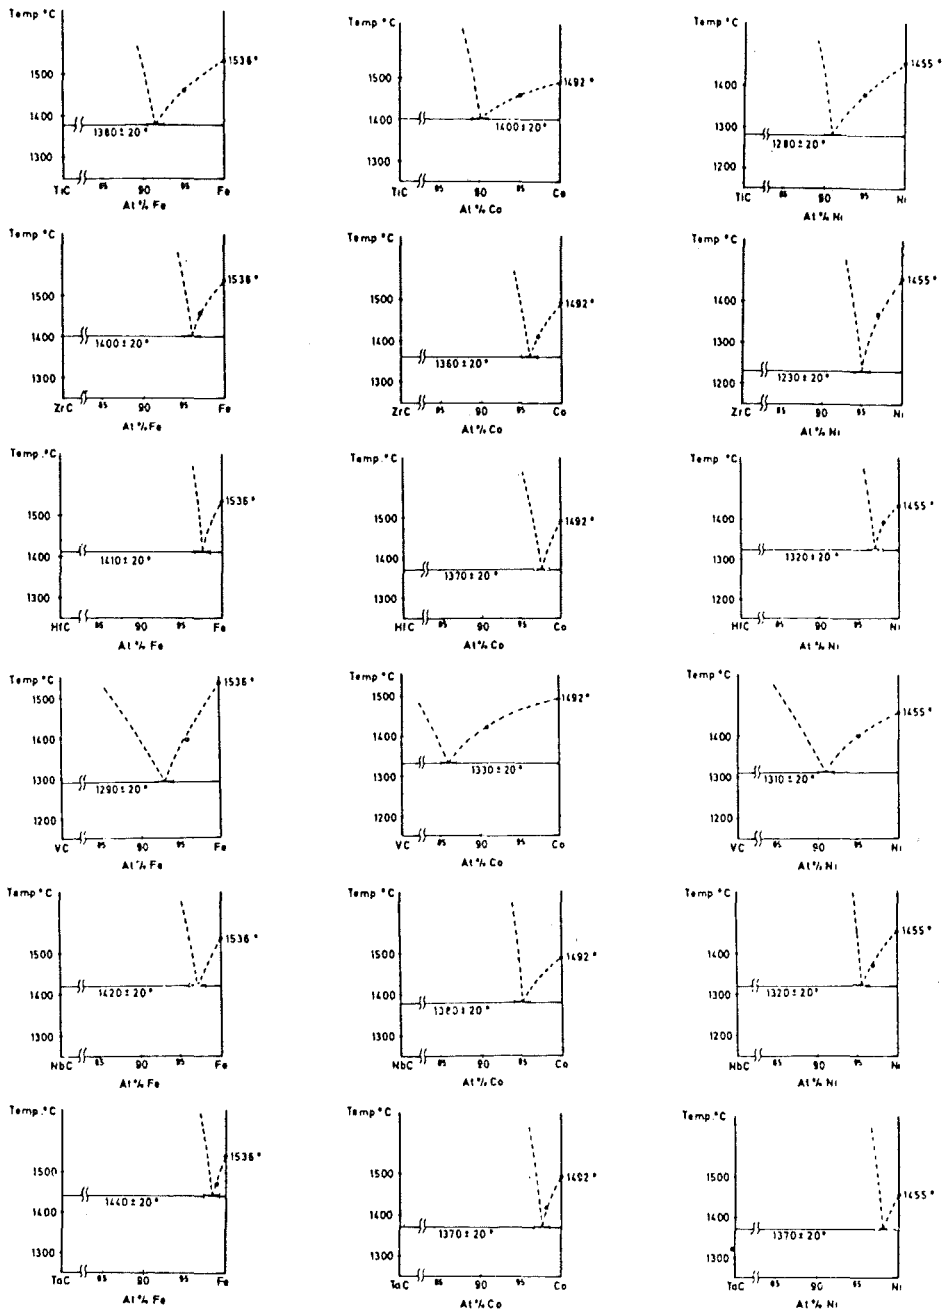 Temp °C
1500
1400
1300
1536°
1380±20°
TiC 85 90 95 Fe
At % Fe
Temp °C
1500
1400
1300
1492°
1400±20°
TiC 85 90 95 Co
At % Co
Temp °C
1400
1300
1200
1455°
1280±20°
TiC 85 90 95 Ni
At % Ni
Temp °C
1500
1400
1300
1536°
1400±20°
ZrC 85 90 95 Fe
At % Fe
Temp °C
1500
1400
1300
1492°
1360±20°
ZrC 85 90 95 Co
At % Co
Temp °C
1400
1300
1200
1455°
1230±20°
ZrC 85 90 95 Ni
At % Ni
Temp.°C
1500
1400
1300
1536°
1410±20°
HfC 85 90 95 Fe
At % Fe
Temp.°C
1500
1400
1300
1492°
1370±20°
HfC 85 90 95 Co
At % Co
Temp °C
1400
1300
1200
1455°
1320±20°
HfC 85 90 95 Ni
At % Ni
Temp °C
1500
1400
1300
1200
1536°
1290±20°
VC 85 90 Fe
At % Fe
Temp °C
1500
1400
1300
1200
1492°
1330±20°
VC 85 90 95 Co
At % Co
Temp °C
1400
1300
1200
1455°
1310±20°
VC 85 90 95 Ni
At % Ni
Temp °C
1500
1400
1300
1536°
1420±20°
NbC 85 90 95 Fe
At % Fe
Temp °C
1500
1400
1300
1492°
1380±20°
NbC 85 90 95 Co
At % Co
Temp °C
1400
1300
1200
1455°
1320±20°
NbC 85 90 95 Ni
At % Ni
Temp.°C
1500
1400
1300
1536°
1440±20°
TaC 85 90 95 Fe
At % Fe
Temp °C
1500
1400
1300
1492°
1370±20°
TaC 85 90 95 Co
At % Co
Temp.°C
1500
1400
1300
1455°
1370±20°
TaC 85 90 95 Ni
At % Ni